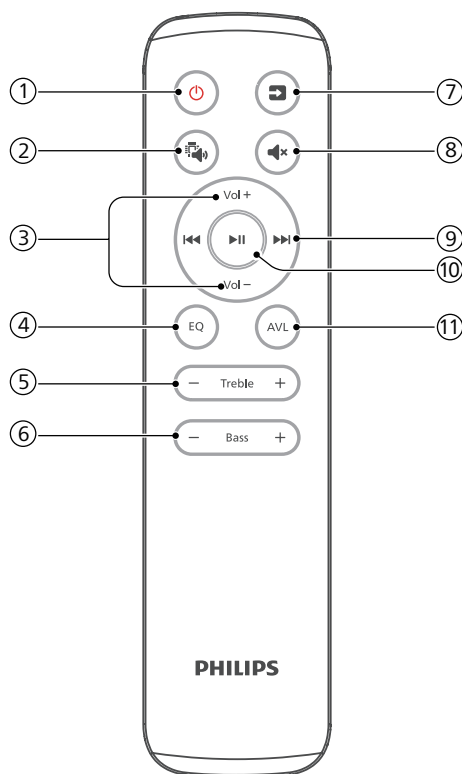 ① ⑦
② ⑧
Vol +
③ ⑨
⑩
Vol −
④ EQ AVL ⑪
⑤ − Treble +
⑥ − Bass +
PHILIPS